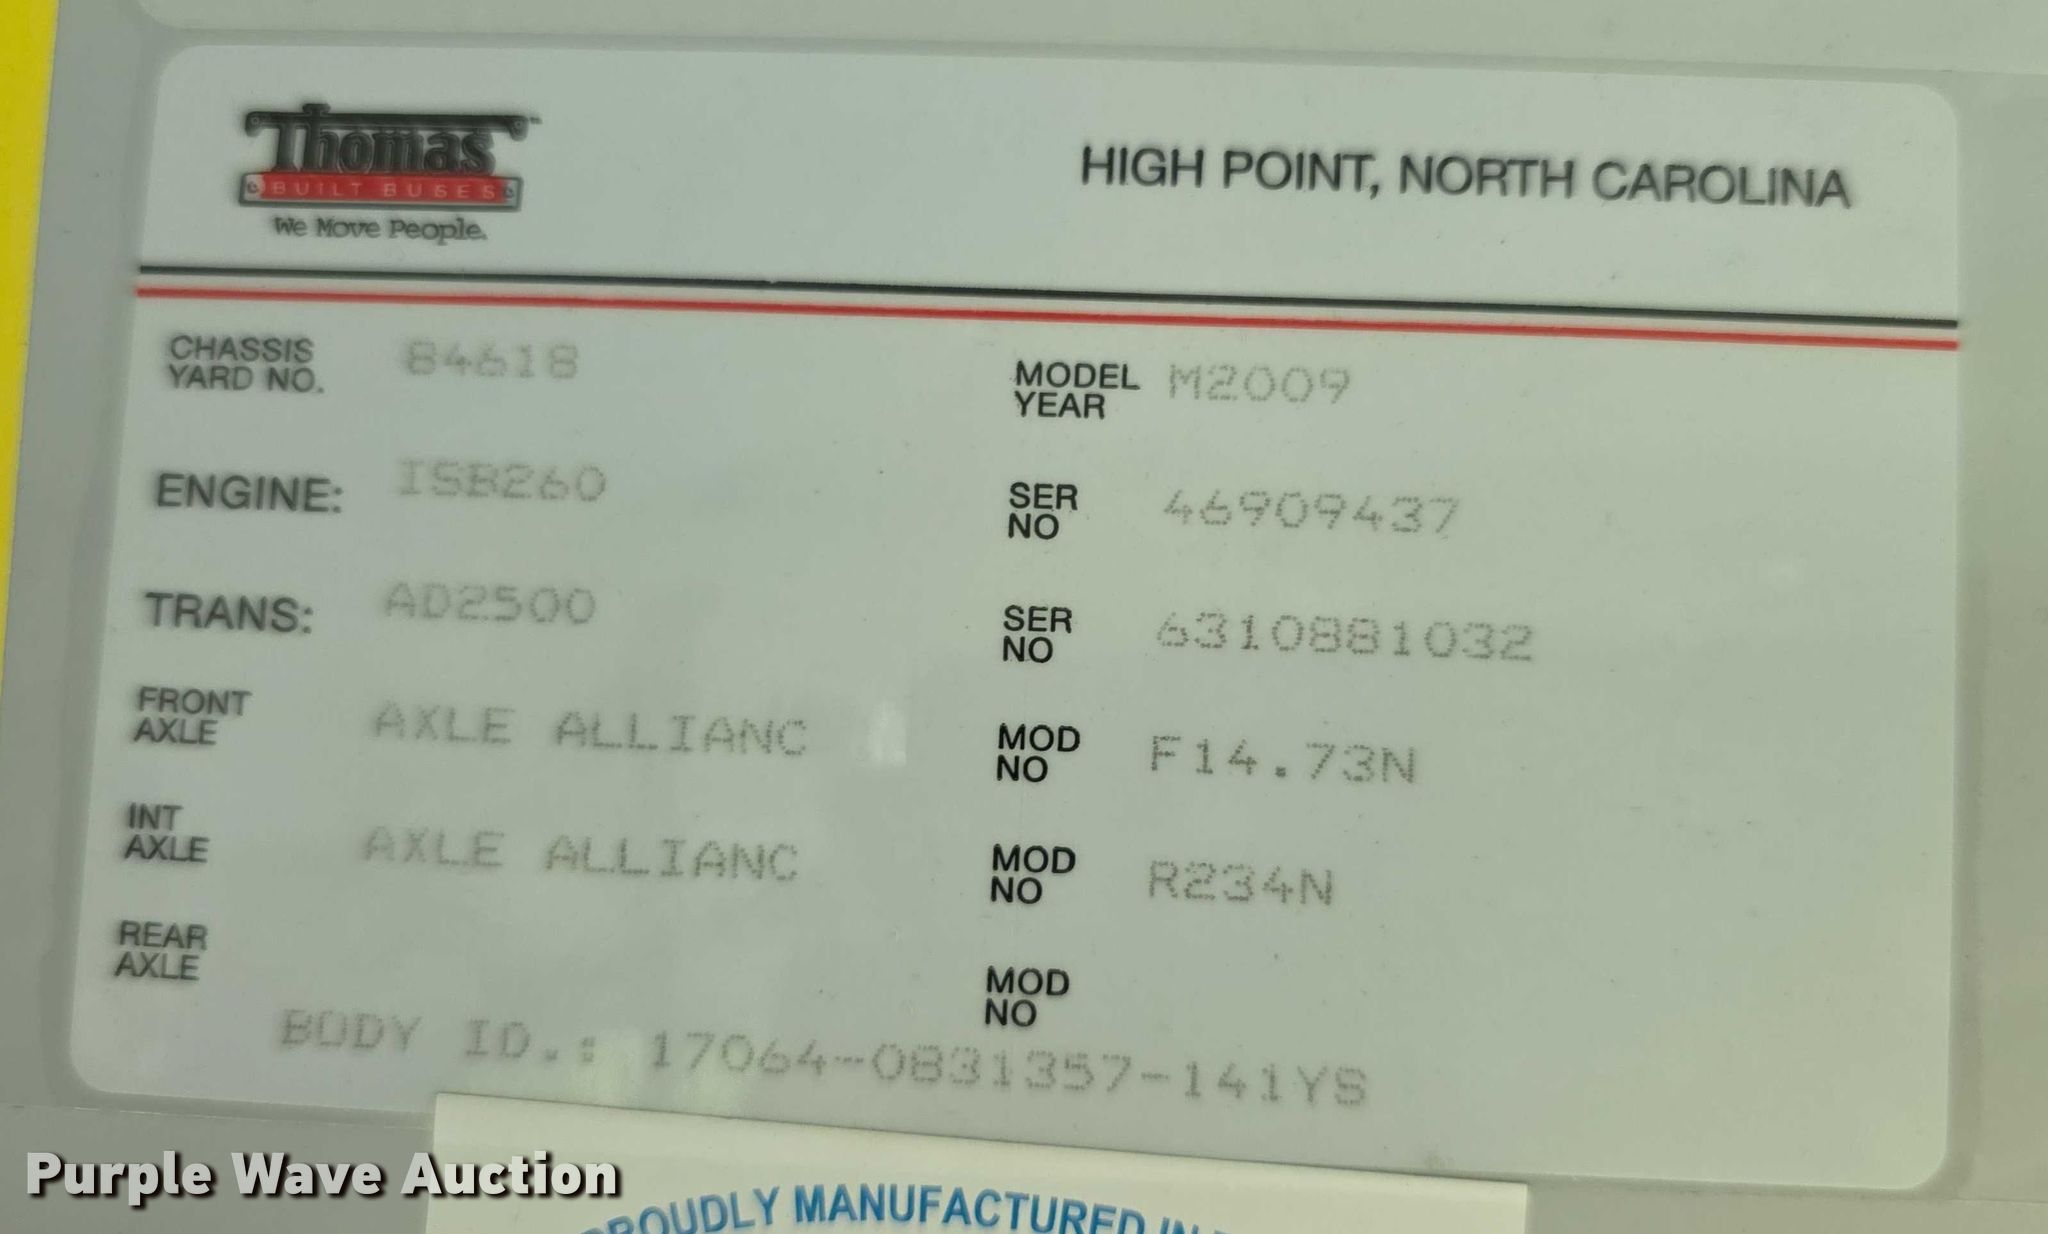 Thomas
BUILT BUSES
We Move People.
HIGH POINT, NORTH CAROLINA
CHASSIS YARD NO. 84618 MODEL YEAR M2009
ENGINE: ISB260 SER NO 46909437
TRANS: AD2500 SER NO 6310881032
FRONT AXLE AXLE ALLIANC MOD NO F14.73N
INT AXLE AXLE ALLIANC MOD NO R234N
REAR AXLE MOD NO
BODY ID.: 17064-0831357-141YS
Purple Wave Auction
PROUDLY MANUFACTURED IN